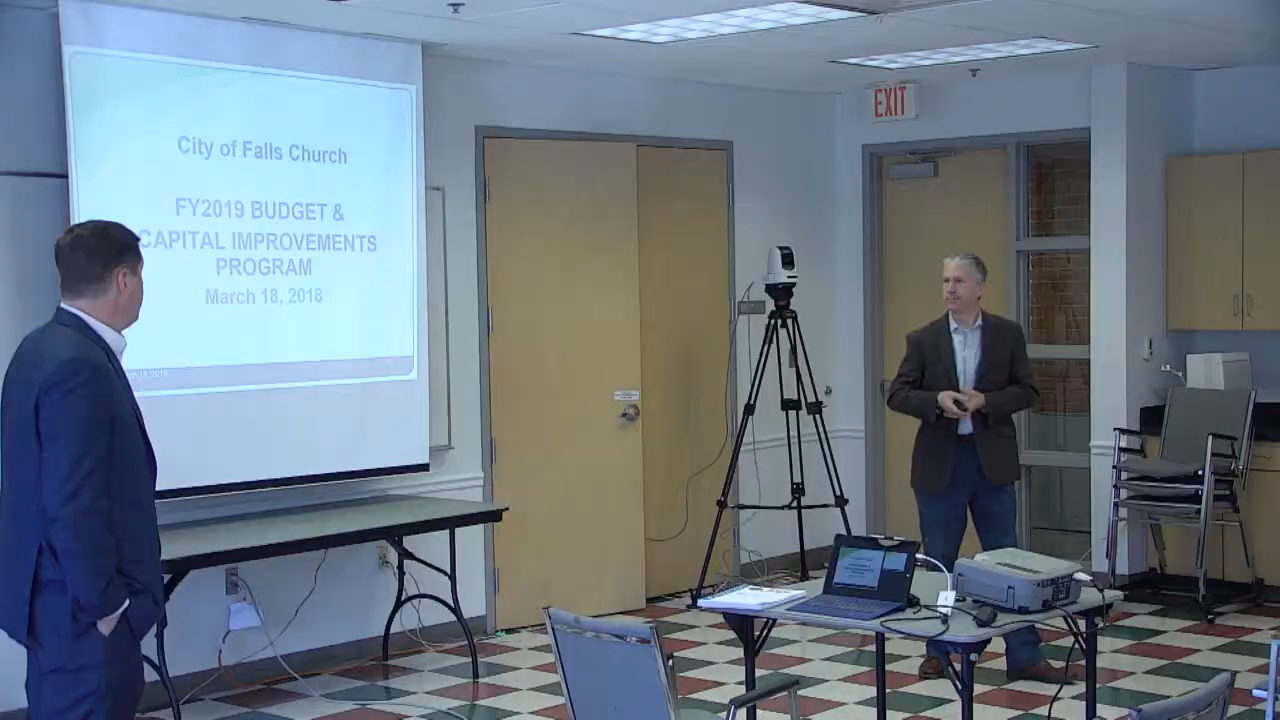 City of Falls Church
FY2019 BUDGET &
CAPITAL IMPROVEMENTS
PROGRAM
March 18, 2018
EXIT